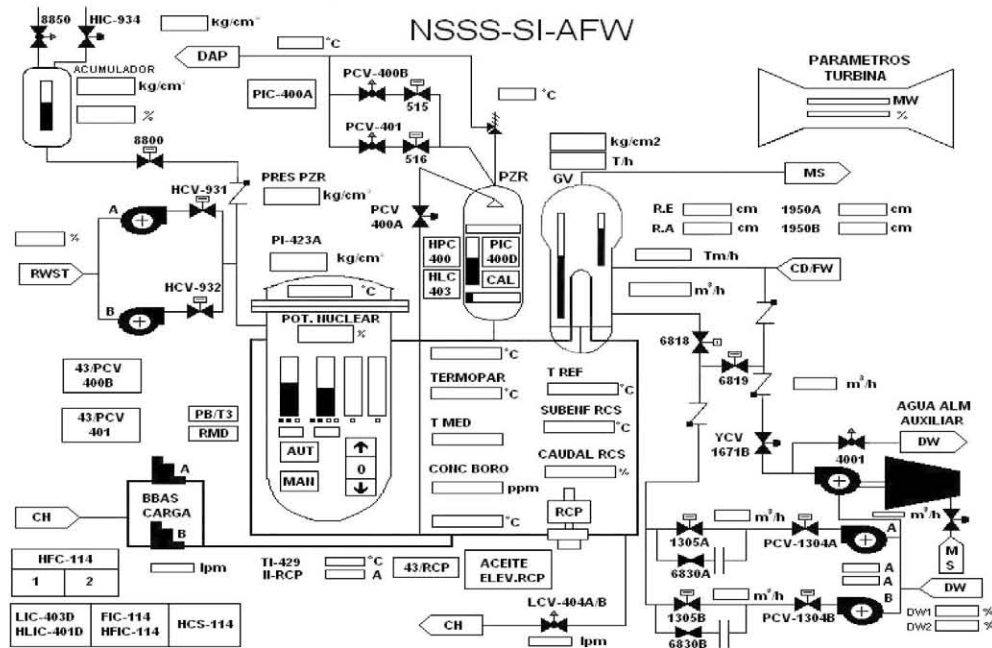 NSSS-SI-AFW
8850
HIC-934
kg/cm²
°C
DAP
ACUMULADOR
kg/cm²
%
PIC-400A
PCV-400B
515
PCV-401
516
°C
PARAMETROS
TURBINA
MW
%
8800
kg/cm2
T/h
PZR
GV
MS
HCV-931
A
PRES PZR
kg/cm²
PCV
400A
R.E
cm
1950A
cm
R.A
cm
1950B
cm
%
RWST
PI-423A
kg/cm²
HPC
400
PIC
400D
HLC
403
CAL
Tm/h
CD/FW
HCV-932
B
°C
m³/h
POT. NUCLEAR
%
6818
6819
43/PCV
400B
°C
TERMOPAR
°C
T REF
°C
m³/h
43/PCV
401
PB/T3
RMD
T MED
SUBENF RCS
°C
AGUA ALM
AUXILIAR
YCV
1671B
4001
DW
AUT
MAN
0
CONC BORO
ppm
CAUDAL RCS
%
A
BBAS
CARGA
B
CH
°C
RCP
m³/h
m³/h
1305A
PCV-1304A
A
6830A
M
S
HFC-114
1
2
lpm
TI-429
°C
II-RCP
A
43/RCP
ACEITE
ELEV.RCP
A
A
DW
m³/h
B
LIC-403D
HLIC-401D
FIC-114
HFIC-114
HCS-114
LCV-404A/B
CH
lpm
1305B
PCV-1304B
6830B
DW1
%
DW2
%